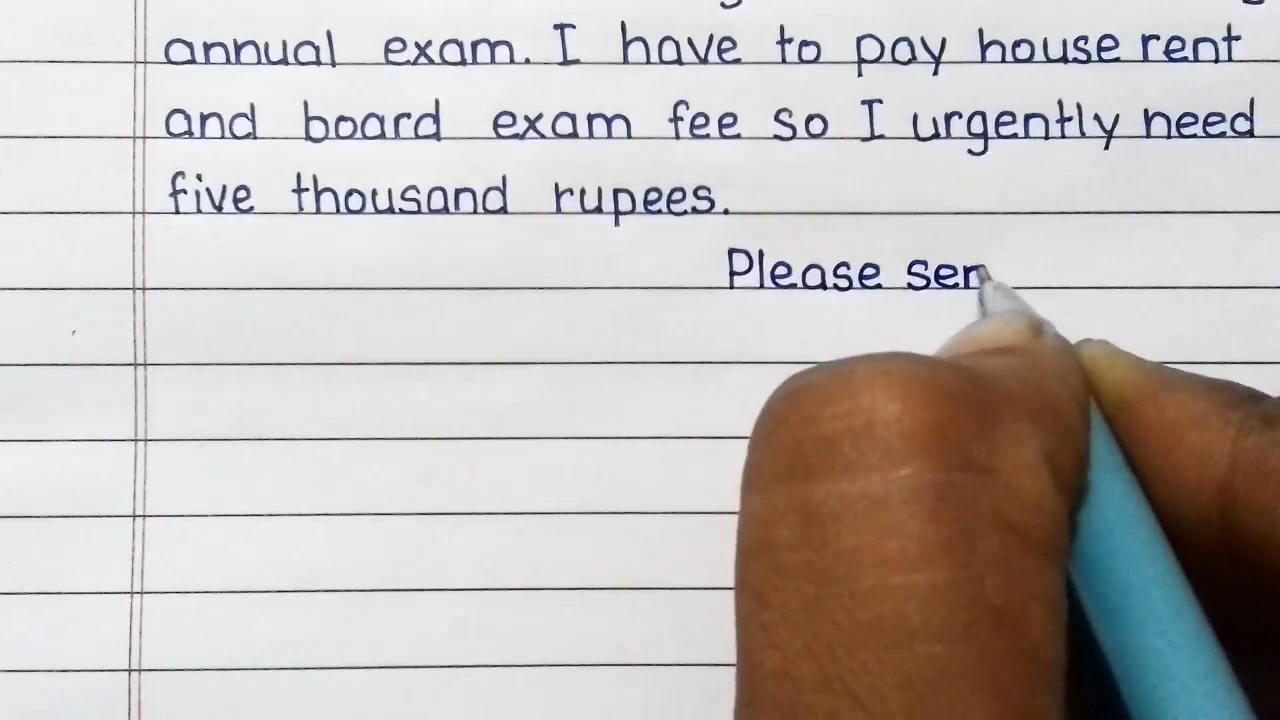 annual exam. I have to pay house rent
and board exam fee so I urgently need
five thousand rupees.
Please sen